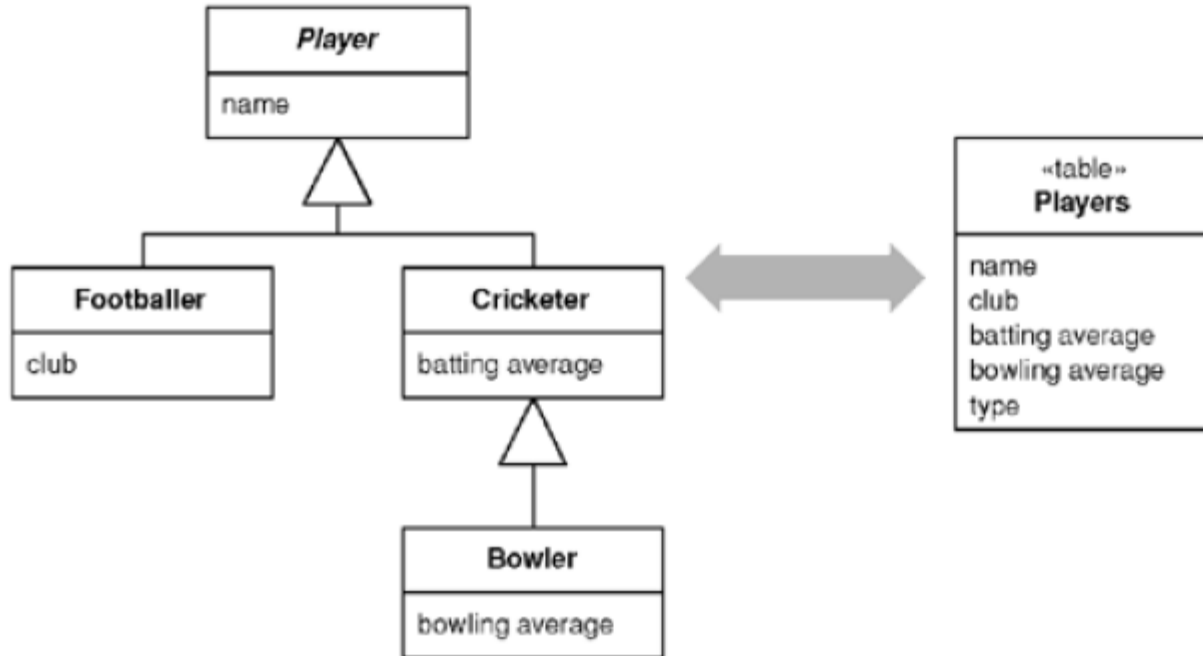 Player
name
Footballer
club
Cricketer
batting average
Bowler
bowling average
«table»
Players
name
club
batting average
bowling average
type